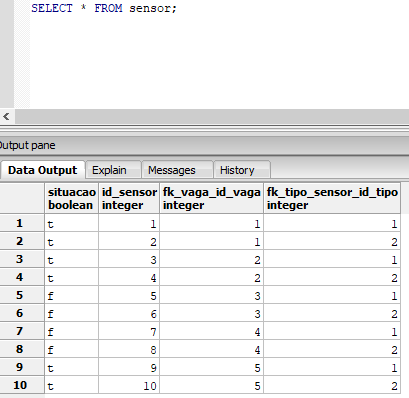 SELECT * FROM sensor;
Output pane
Data Output Explain Messages History
situacao id_sensor fk_vaga_id_vaga fk_tipo_sensor_id_tipo
boolean integer integer integer
1 t 1 1 1
2 t 2 1 2
3 t 3 2 1
4 t 4 2 2
5 f 5 3 1
6 f 6 3 2
7 f 7 4 1
8 f 8 4 2
9 t 9 5 1
10 t 10 5 2